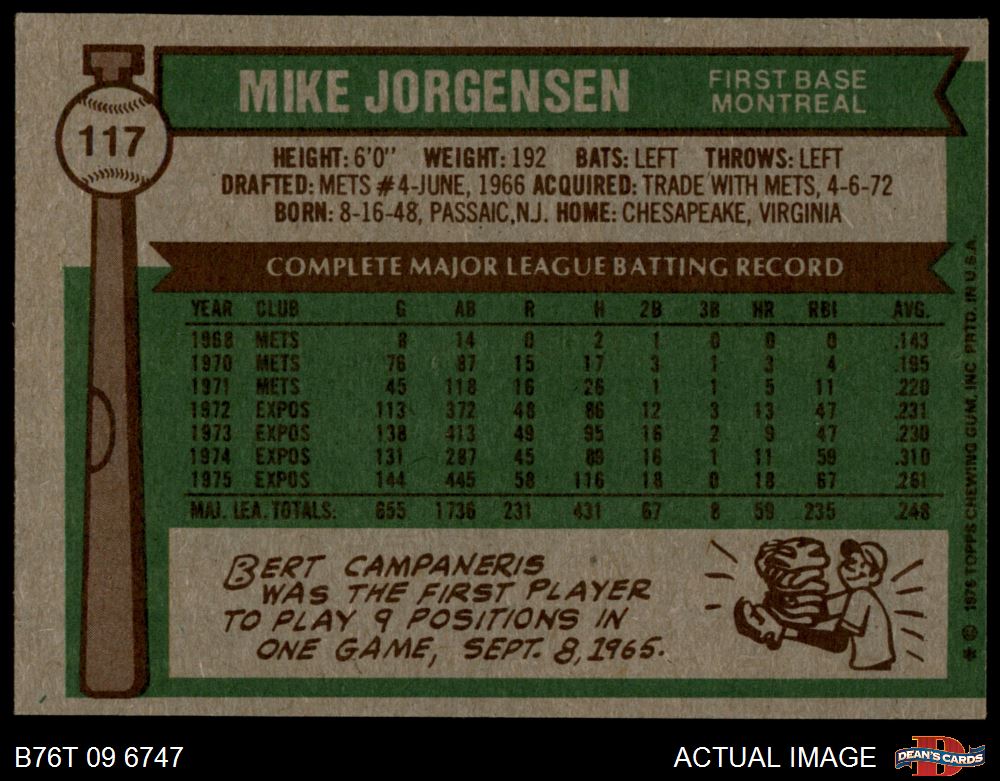 117
MIKE JORGENSEN
FIRST BASE
MONTREAL
HEIGHT: 6'0" WEIGHT: 192 BATS: LEFT THROWS: LEFT
DRAFTED: METS #4-JUNE, 1966 ACQUIRED: TRADE WITH METS, 4-6-72
BORN: 8-16-48, PASSAIC, N.J. HOME: CHESAPEAKE, VIRGINIA
COMPLETE MAJOR LEAGUE BATTING RECORD
YEAR CLUB G AB R H 2B 3B HR RBI AVG.
1968 METS 8 14 0 2 1 0 0 0 .143
1970 METS 76 87 15 17 3 1 3 4 .195
1971 METS 45 118 16 26 1 1 5 11 .220
1972 EXPOS 113 372 48 86 12 3 13 47 .231
1973 EXPOS 138 413 49 95 16 2 9 47 .230
1974 EXPOS 131 287 45 89 16 1 11 59 .310
1975 EXPOS 144 445 58 116 18 0 18 67 .261
MAJ. LEA. TOTALS. 655 1736 231 431 67 8 59 235 .248
BERT CAMPANERIS
WAS THE FIRST PLAYER
TO PLAY 9 POSITIONS IN
ONE GAME, SEPT. 8, 1965.
* © 1976 TOPPS CHEWING GUM, INC PRTD. IN U.S.A.
B76T 09 6747
ACTUAL IMAGE
D
DEAN'S CARDS